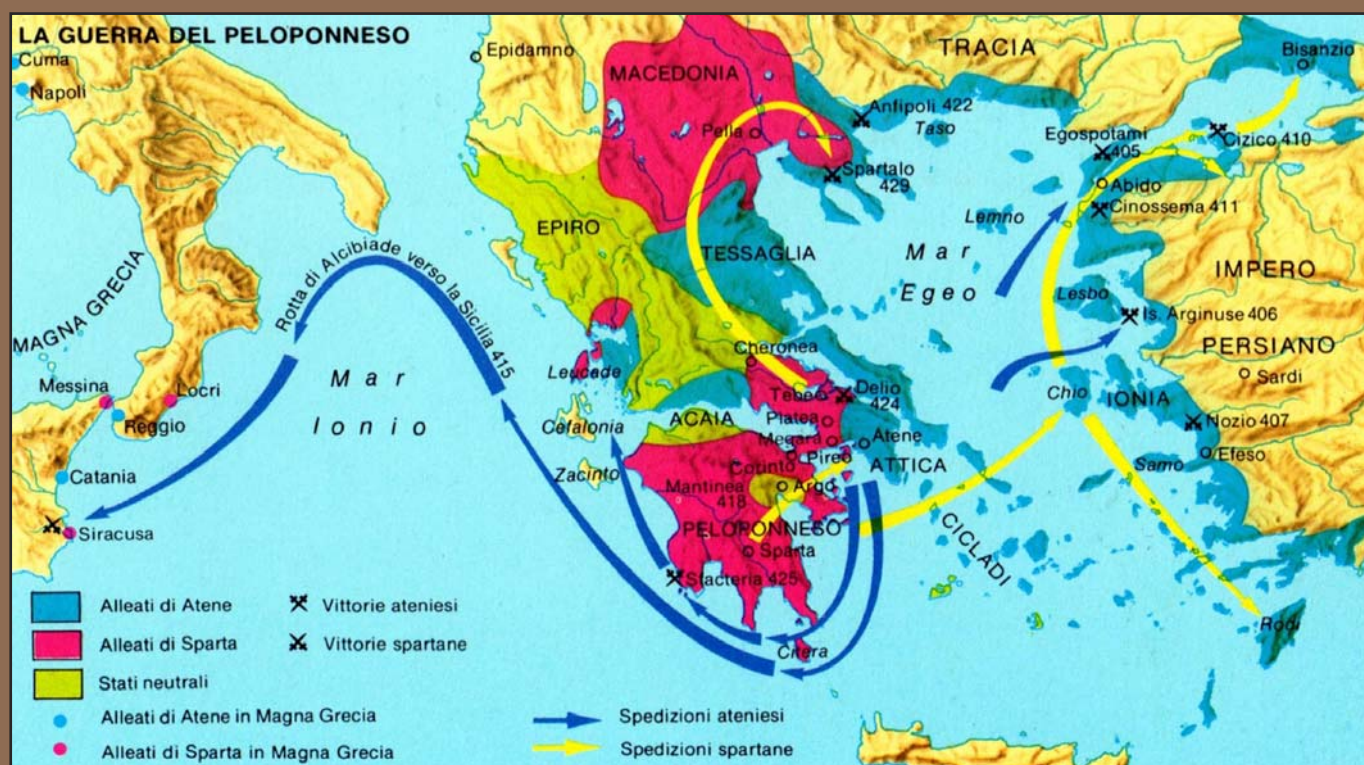 LA GUERRA DEL PELOPONNESO
Cuma
Napoli
Epidamno
MACEDONIA
TRACIA
Bisanzio
Pella
Anfipoli 422
Taso
Spartalo
429
Egospotami
405
Cizico 410
Abido
Cinossema 411
Lemno
EPIRO
TESSAGLIA
Mar
Egeo
IMPERO
PERSIANO
Lesbo
Is. Arginuse 406
Sardi
MAGNA GRECIA
Rotta di Alcibiade verso la Sicilia 415
Mar
Ionio
Messina
Locri
Reggio
Catania
Siracusa
Leucade
Cheronea
Tebe
Delio
424
Platea
Megara
Atene
ACAIA
Cefalonia
Corinto
Pireo
ATTICA
Zacinto
Mantinea
418
Argo
PELOPONNESO
Sparta
Sfacteria 425
Citera
Chio
IONIA
Nozio 407
Efeso
Samo
CICLADI
Rodi
Alleati di Atene
Vittorie ateniesi
Alleati di Sparta
Vittorie spartane
Stati neutrali
Alleati di Atene in Magna Grecia
Spedizioni ateniesi
Alleati di Sparta in Magna Grecia
Spedizioni spartane